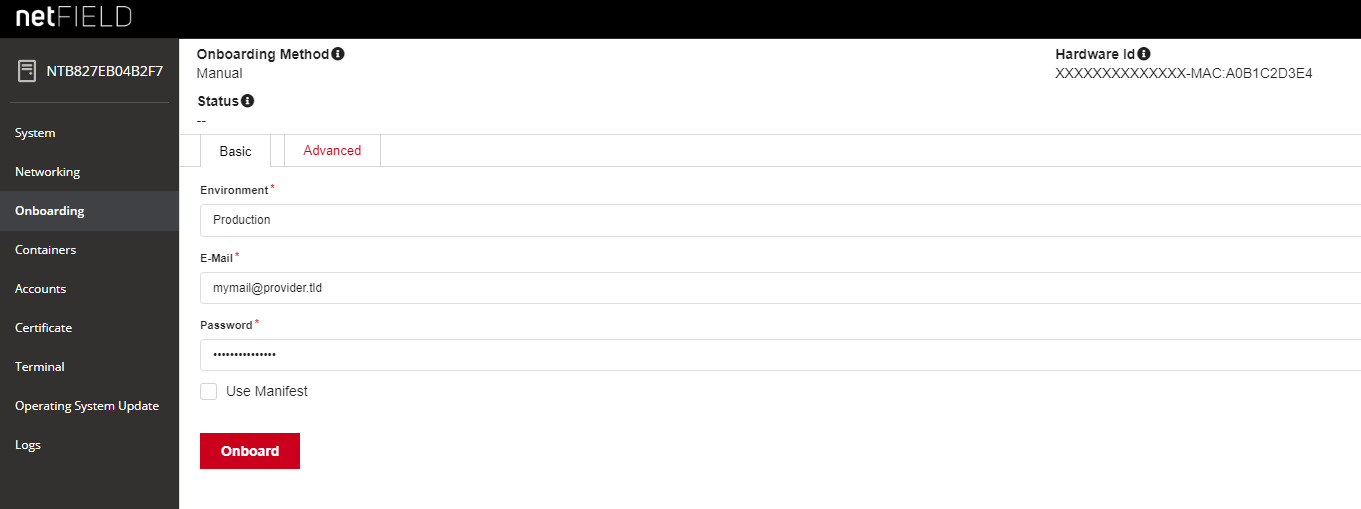 netFIELD
NTB827EB04B2F7
System
Networking
Onboarding
Containers
Accounts
Certificate
Terminal
Operating System Update
Logs
Onboarding Method
Manual
Hardware Id
XXXXXXXXXXXXXX-MAC:A0B1C2D3E4
Status
--
Basic
Advanced
Environment*
Production
E-Mail*
mymail@provider.tld
Password*
•••••••••••••••
Use Manifest
Onboard